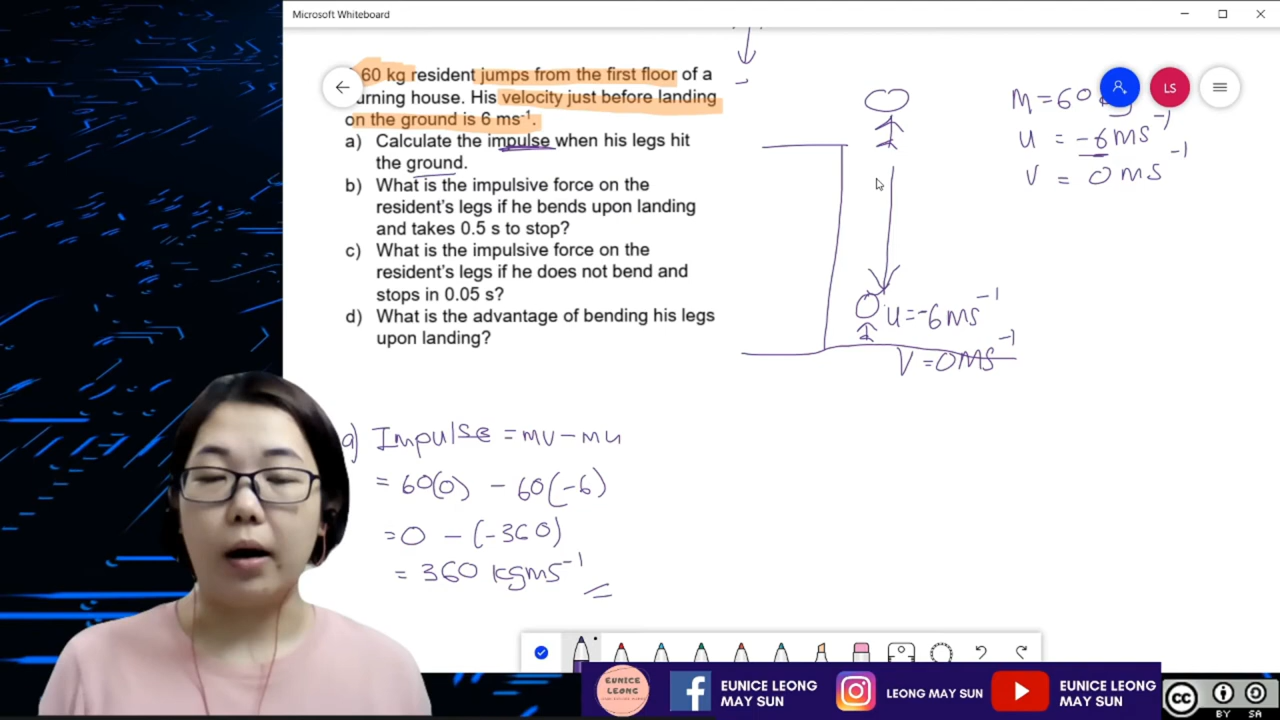 Microsoft Whiteboard
60 kg resident jumps from the first floor of a
urning house. His velocity just before landing
on the ground is 6 ms-1.
a) Calculate the impulse when his legs hit
the ground.
b) What is the impulsive force on the
resident's legs if he bends upon landing
and takes 0.5 s to stop?
c) What is the impulsive force on the
resident's legs if he does not bend and
stops in 0.05 s?
d) What is the advantage of bending his legs
upon landing?
M = 60 kg
u = -6 ms-1
v = 0 ms-1
LS
u = -6 ms-1
V = 0 ms-1
a) Impulse = mv - mu
= 60(0) - 60(-6)
= 0 - (-360)
= 360 kgms-1
EUNICE
LEONG
EUNICE LEONG
MAY SUN
LEONG MAY SUN
EUNICE LEONG
MAY SUN
CC
BY SA